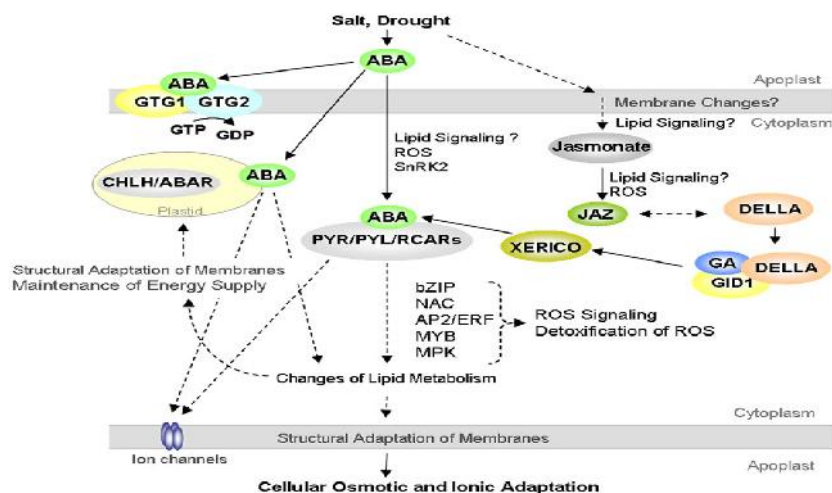 Salt, Drought
ABA
ABA
Apoplast
GTG1 GTG2
Membrane Changes?
GTP GDP
Lipid Signaling?
Cytoplasm
Lipid Signaling ?
ROS
SnRK2
Jasmonate
CHLH/ABAR
ABA
Plastid
Lipid Signaling?
ROS
ABA
JAZ
DELLA
PYR/PYL/RCARs
XERICO
GA
DELLA
GID1
Structural Adaptation of Membranes
Maintenance of Energy Supply
bZIP
NAC
AP2/ERF
MYB
MPK
ROS Signaling
Detoxification of ROS
Changes of Lipid Metabolism
Cytoplasm
Structural Adaptation of Membranes
Ion channels
Apoplast
Cellular Osmotic and Ionic Adaptation